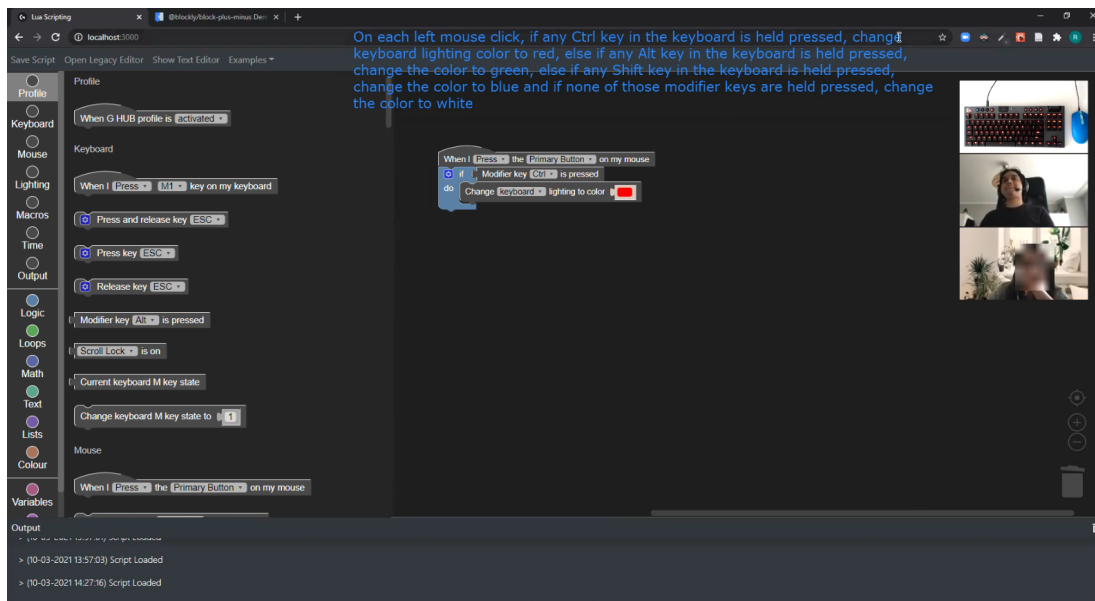 Lua Scripting
@blockly/block-plus-minus Dem
localhost:3000
On each left mouse click, if any Ctrl key in the keyboard is held pressed, change
keyboard lighting color to red, else if any Alt key in the keyboard is held pressed,
change the color to green, else if any Shift key in the keyboard is held pressed,
change the color to blue and if none of those modifier keys are held pressed, change
the color to white
Save Script Open Legacy Editor Show Text Editor Examples
Profile
Keyboard
Mouse
Lighting
Macros
Time
Output
Logic
Loops
Math
Text
Lists
Colour
Variables
Profile
When G HUB profile is activated
Keyboard
When I Press M1 key on my keyboard
Press and release key ESC
Press key ESC
Release key ESC
Modifier key Alt is pressed
Scroll Lock is on
Current keyboard M key state
Change keyboard M key state to 1
Mouse
When I Press the Primary Button on my mouse
When I Press the Primary Button on my mouse
if Modifier key Ctrl is pressed
do Change keyboard lighting to color
Output
> (10-03-2021 13:57:01) Script Loaded
> (10-03-2021 13:57:03) Script Loaded
> (10-03-2021 14:27:16) Script Loaded